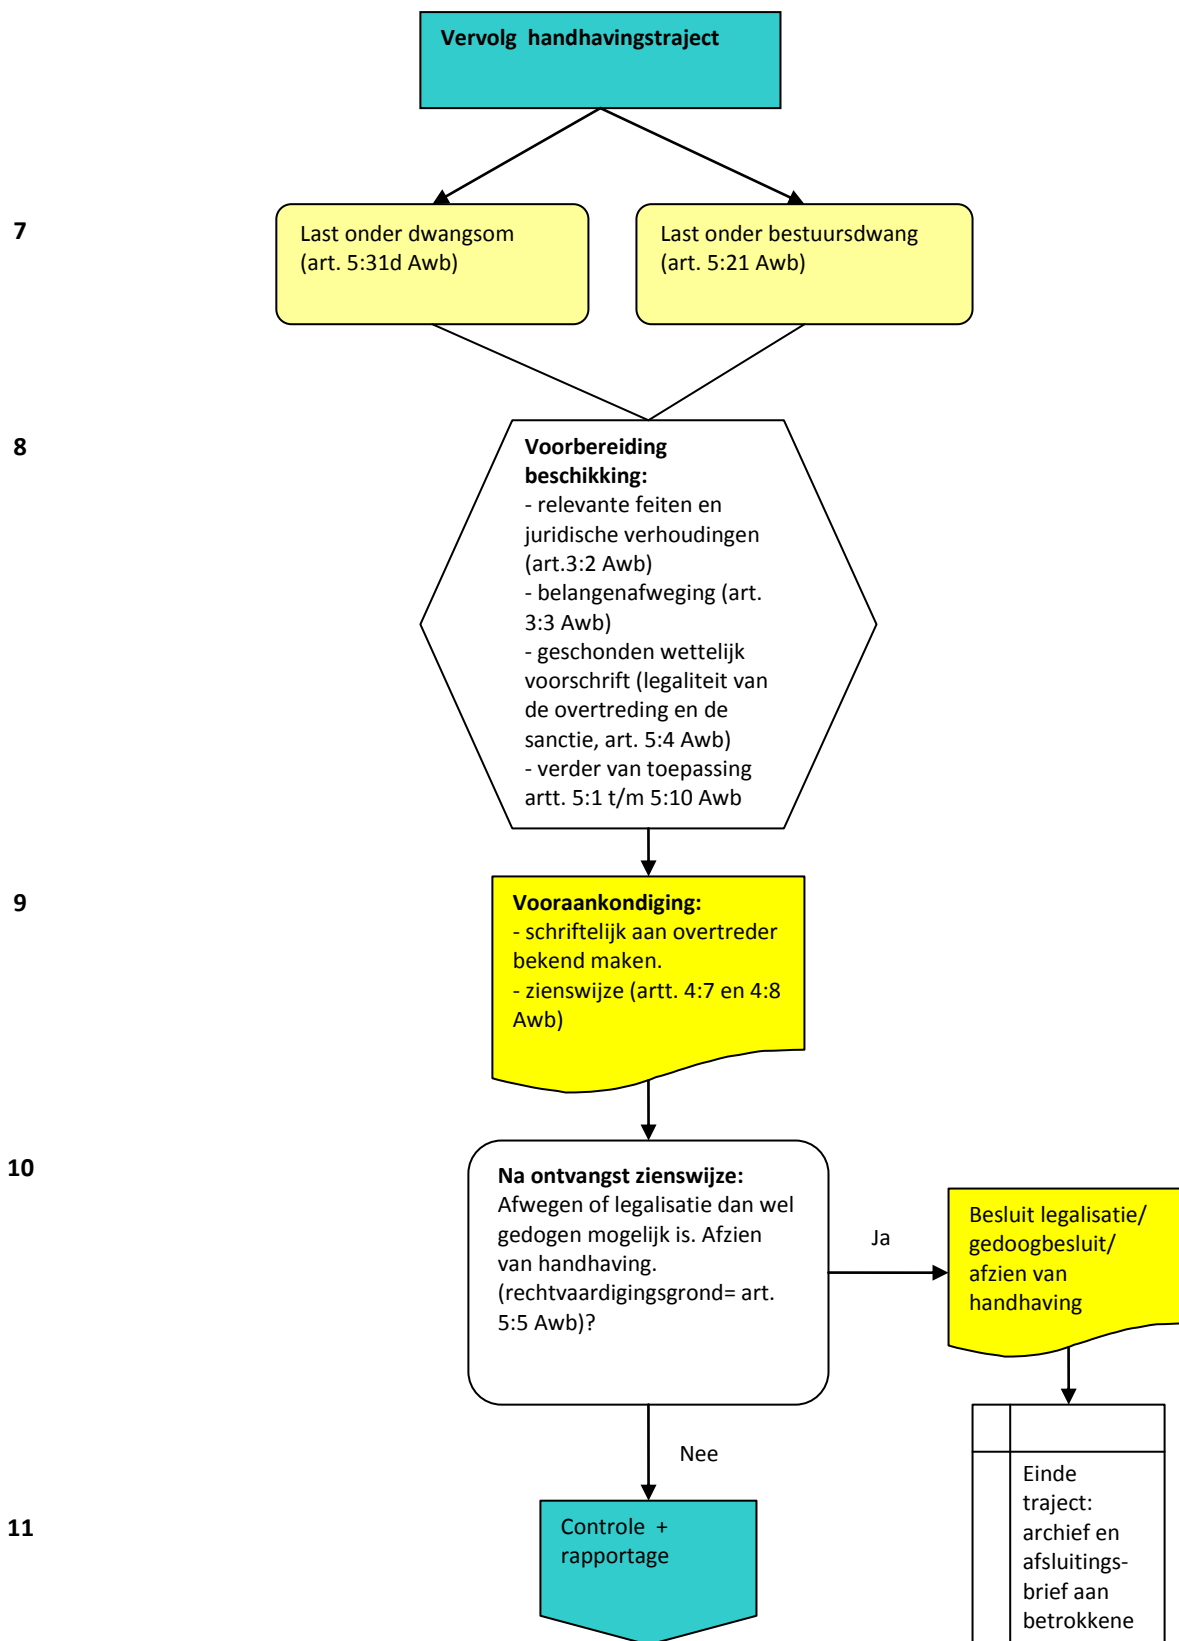 Vervolg handhavingstraject
7
Last onder dwangsom
(art. 5:31d Awb)
Last onder bestuursdwang
(art. 5:21 Awb)
8
Voorbereiding
beschikking:
- relevante feiten en
juridische verhoudingen
(art.3:2 Awb)
- belangenafweging (art.
3:3 Awb)
- geschonden wettelijk
voorschrift (legaliteit van
de overtreding en de
sanctie, art. 5:4 Awb)
- verder van toepassing
artt. 5:1 t/m 5:10 Awb
9
Vooraankondiging:
- schriftelijk aan overtreder
bekend maken.
- zienswijze (artt. 4:7 en 4:8
Awb)
10
Na ontvangst zienswijze:
Afwegen of legalisatie dan wel
gedogen mogelijk is. Afzien
van handhaving.
(rechtvaardigingsgrond= art.
5:5 Awb)?
Ja
Besluit legalisatie/
gedoogbesluit/
afzien van
handhaving
Nee
11
Controle +
rapportage
Einde
traject:
archief en
afsluitings-
brief aan
betrokkene